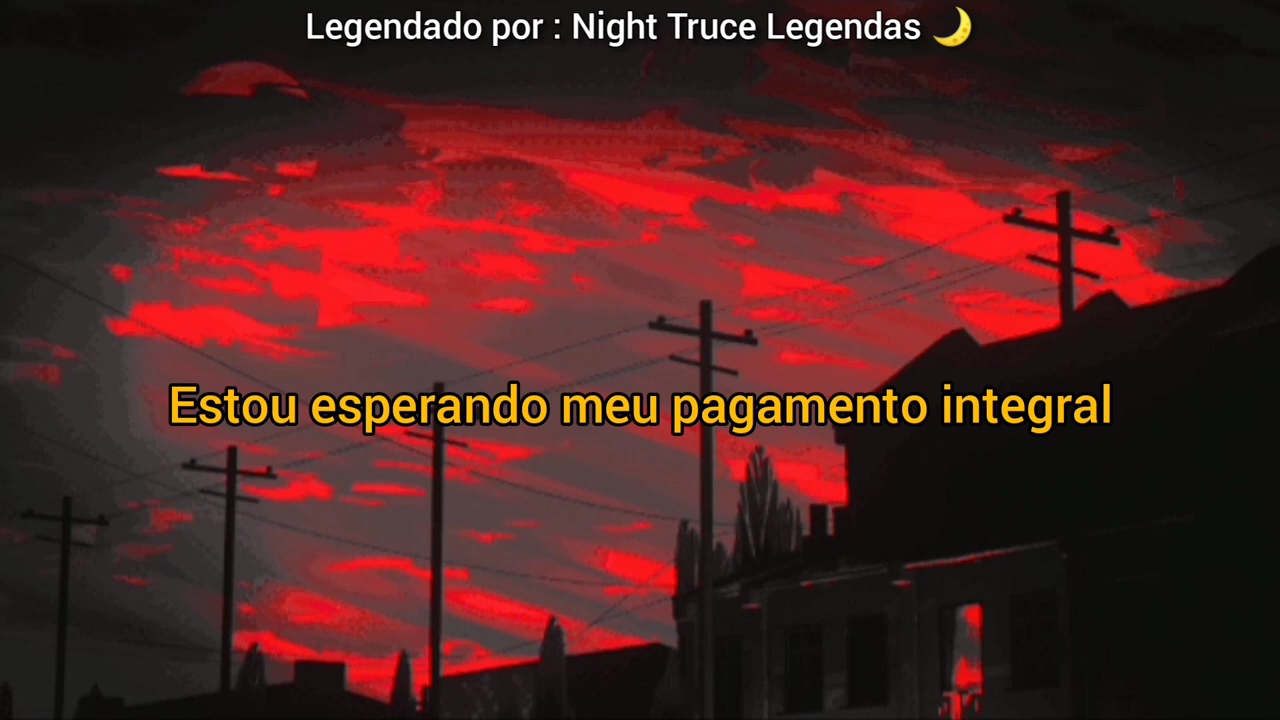 Legendado por : Night Truce Legendas 🌛
Estou esperando meu pagamento integral